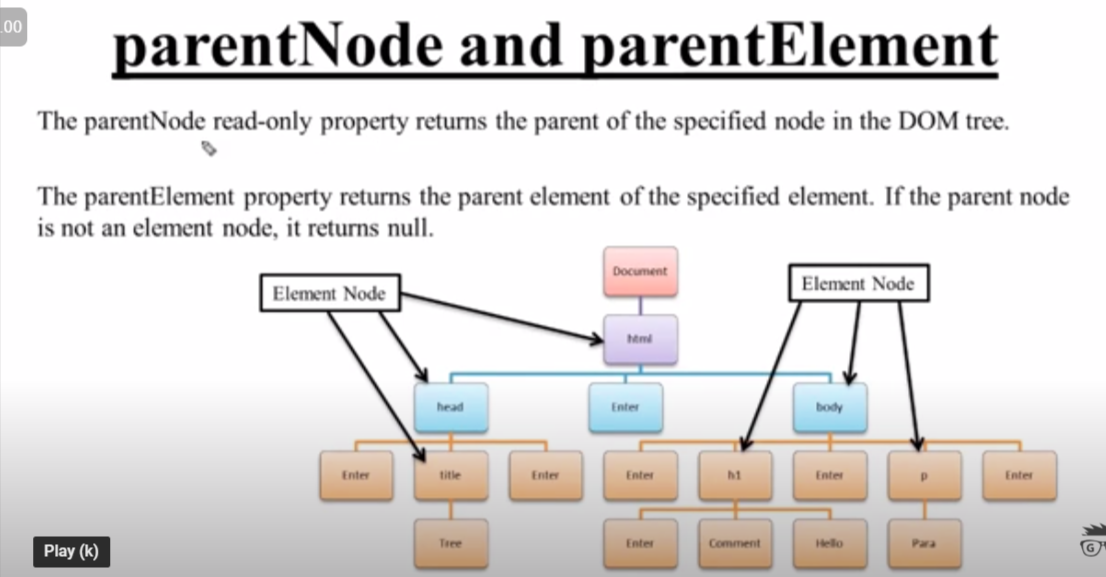 .00
parentNode and parentElement
The parentNode read-only property returns the parent of the specified node in the DOM tree.
The parentElement property returns the parent element of the specified element. If the parent node
is not an element node, it returns null.
Document
Element Node
Element Node
html
head
Enter
body
Enter
title
Enter
Enter
h1
Enter
p
Enter
Tree
Enter
Comment
Hello
Para
Play (k)
G